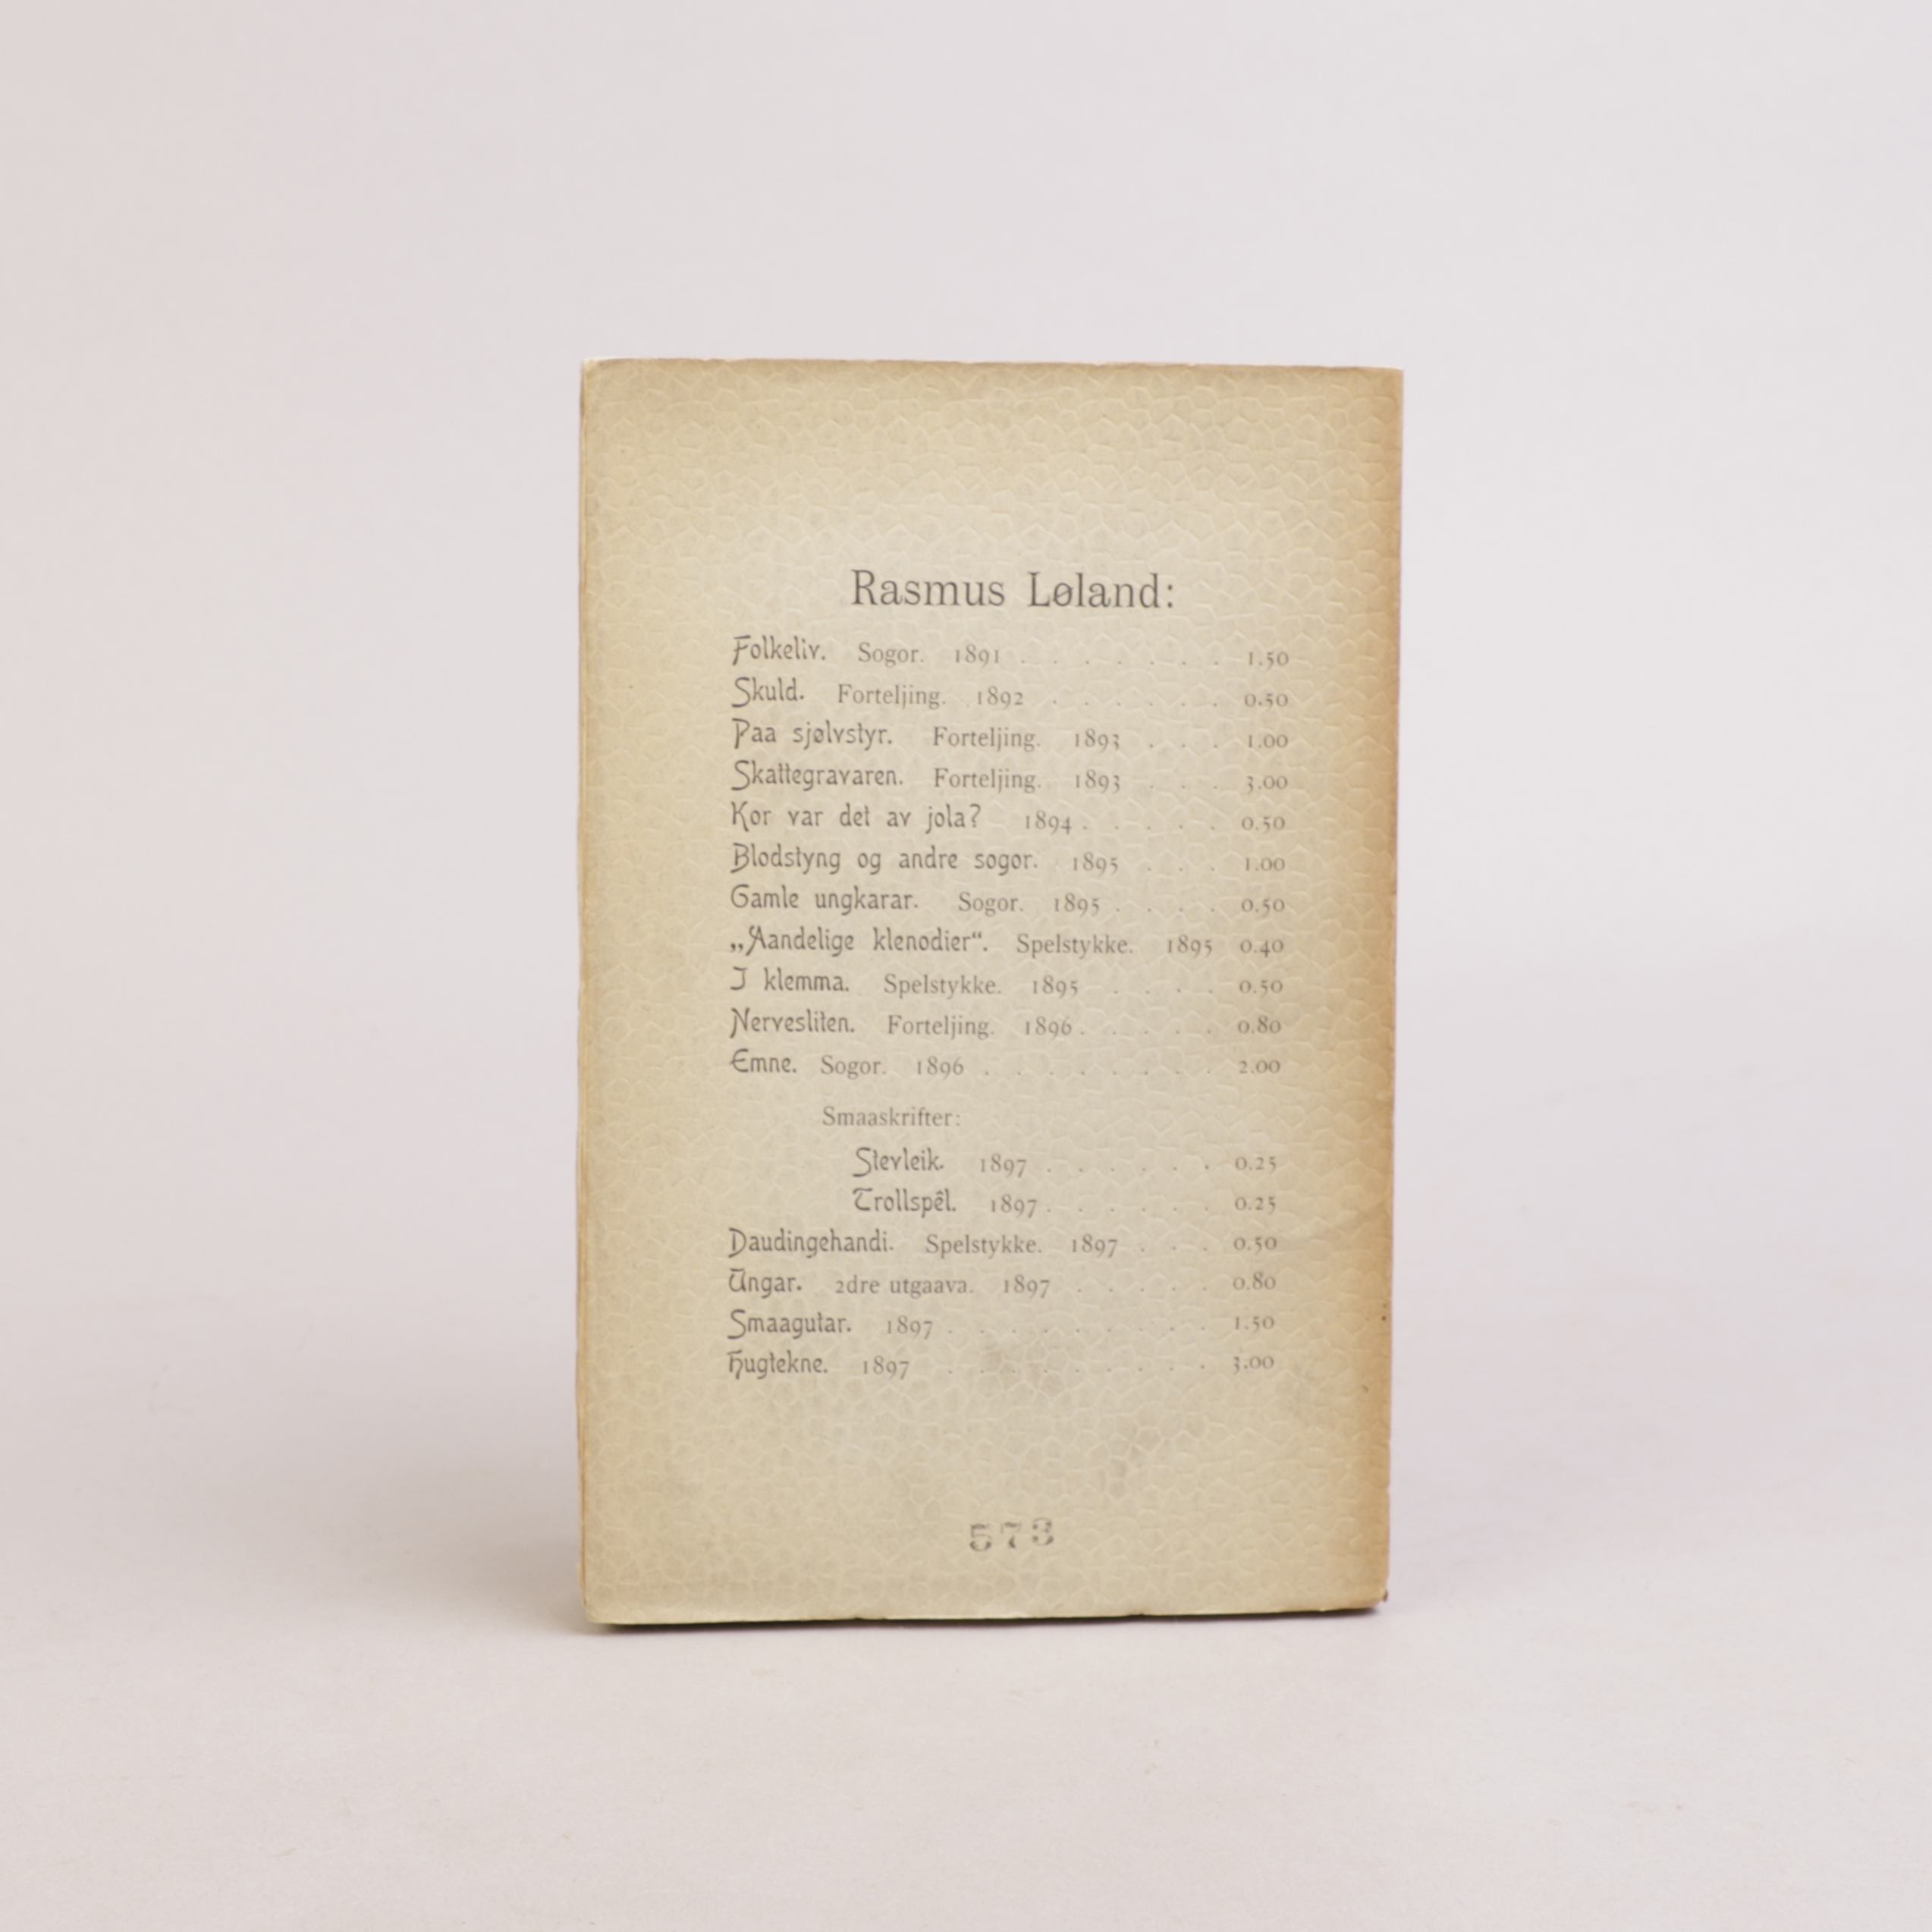 Rasmus Løland:
Folkeliv. Sogor. 1891 . . . . . . . 1.50
Skuld. Forteljing. 1892 . . . . . . 0.50
Paa sjølvstyr. Forteljing. 1893 . . . 1.00
Skattegravaren. Forteljing. 1893 . . . 3.00
Kor var det av jola? 1894 . . . . . 0.50
Blodstyng og andre sogor. 1895 . . . 1.00
Gamle ungkarar. Sogor. 1895 . . . . 0.50
„Aandelige klenodier“. Spelstykke. 1895 0.40
I klemma. Spelstykke. 1895 . . . . 0.50
Nervesliten. Forteljing. 1896 . . . . . 0.80
Emne. Sogor. 1896 . . . . . . . . 2.00
Smaaskrifter:
Stevleik. 1897 . . . . . . 0.25
Trollspêl. 1897 . . . . . . 0.25
Daudingehandi. Spelstykke. 1897 . . . 0.50
Ungar. 2dre utgaava. 1897 . . . . . 0.80
Smaagutar. 1897 . . . . . . . . . 1.50
Hugtekne. 1897 . . . . . . . . . 3.00
573